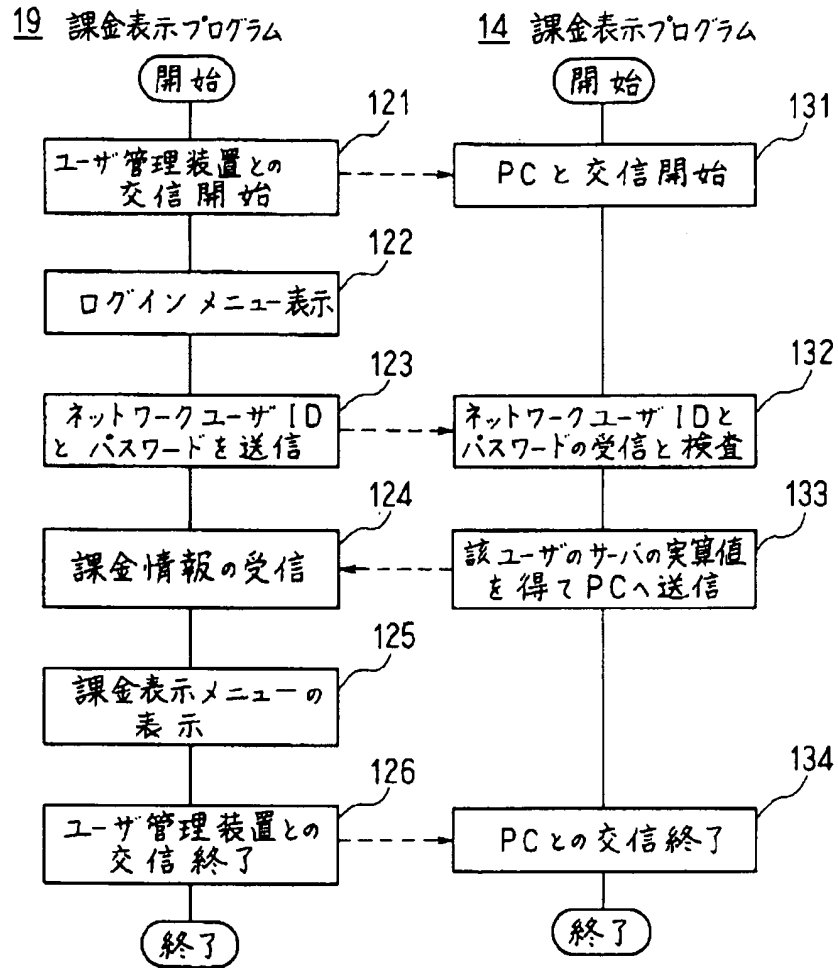 19 課金表示プログラム
開始
121
ユーザ管理装置との
交信開始
122
ログインメニュー表示
123
ネットワークユーザID
とパスワードを送信
124
課金情報の受信
125
課金表示メニューの
表示
126
ユーザ管理装置との
交信終了
終了
14 課金表示プログラム
開始
131
PCと交信開始
132
ネットワークユーザIDと
パスワードの受信と検査
133
該ユーザのサーバの実算値
を得てPCへ送信
134
PCとの交信終了
終了